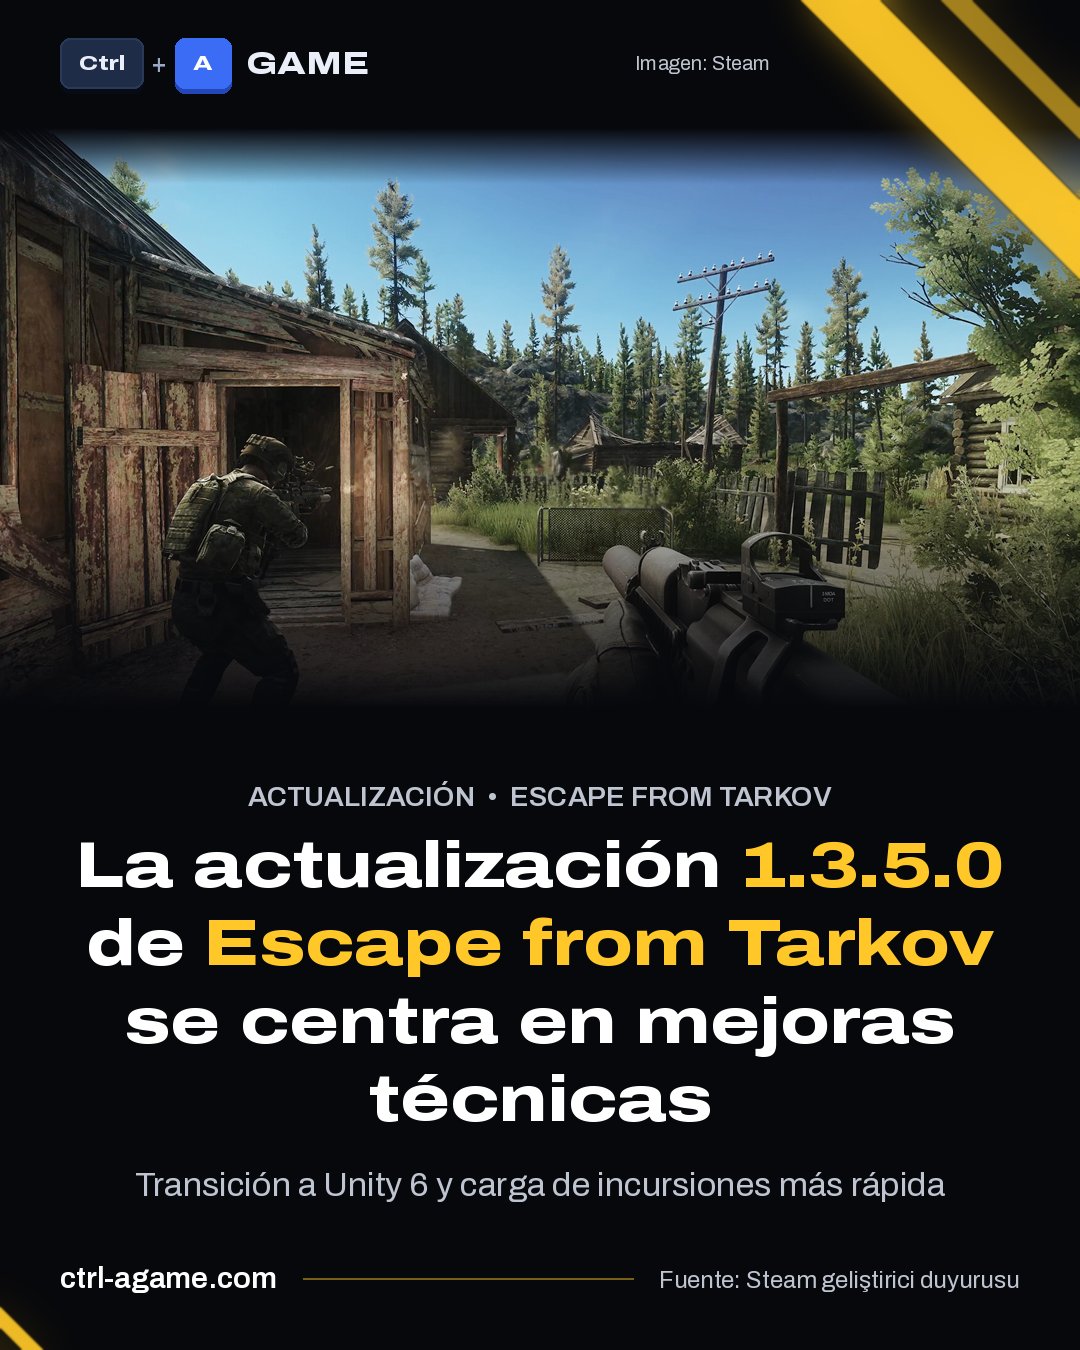 Ctrl + A GAME
Imagen: Steam
ACTUALIZACIÓN • ESCAPE FROM TARKOV
La actualización 1.3.5.0
de Escape from Tarkov
se centra en mejoras
técnicas
Transición a Unity 6 y carga de incursiones más rápida
ctrl-agame.com
Fuente: Steam geliştirici duyurusu